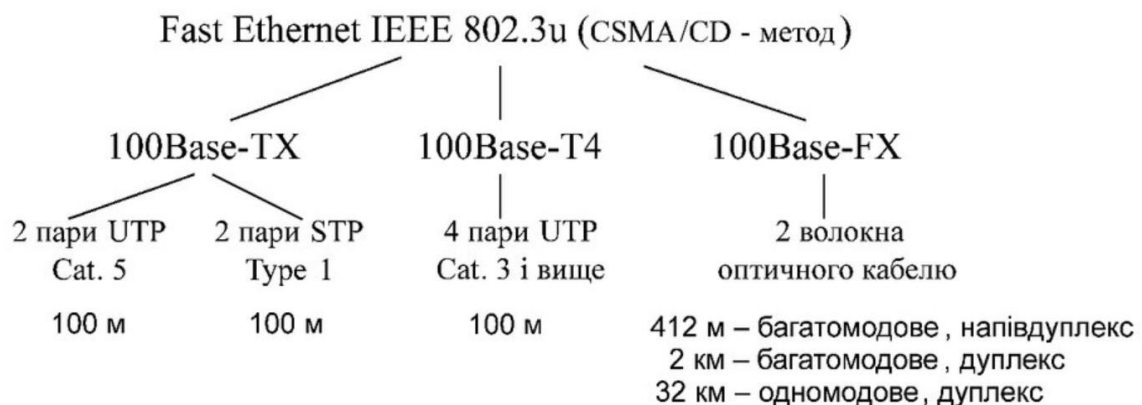 Fast Ethernet IEEE 802.3u (CSMA/CD - метод)
100Base-TX 100Base-T4 100Base-FX
2 пари UTP 2 пари STP 4 пари UTP 2 волокна
Cat. 5 Type 1 Cat. 3 і вище оптичного кабелю
100 м 100 м 100 м 412 м – багатомодове, напівдуплекс
2 км – багатомодове, дуплекс
32 км – одномодове, дуплекс